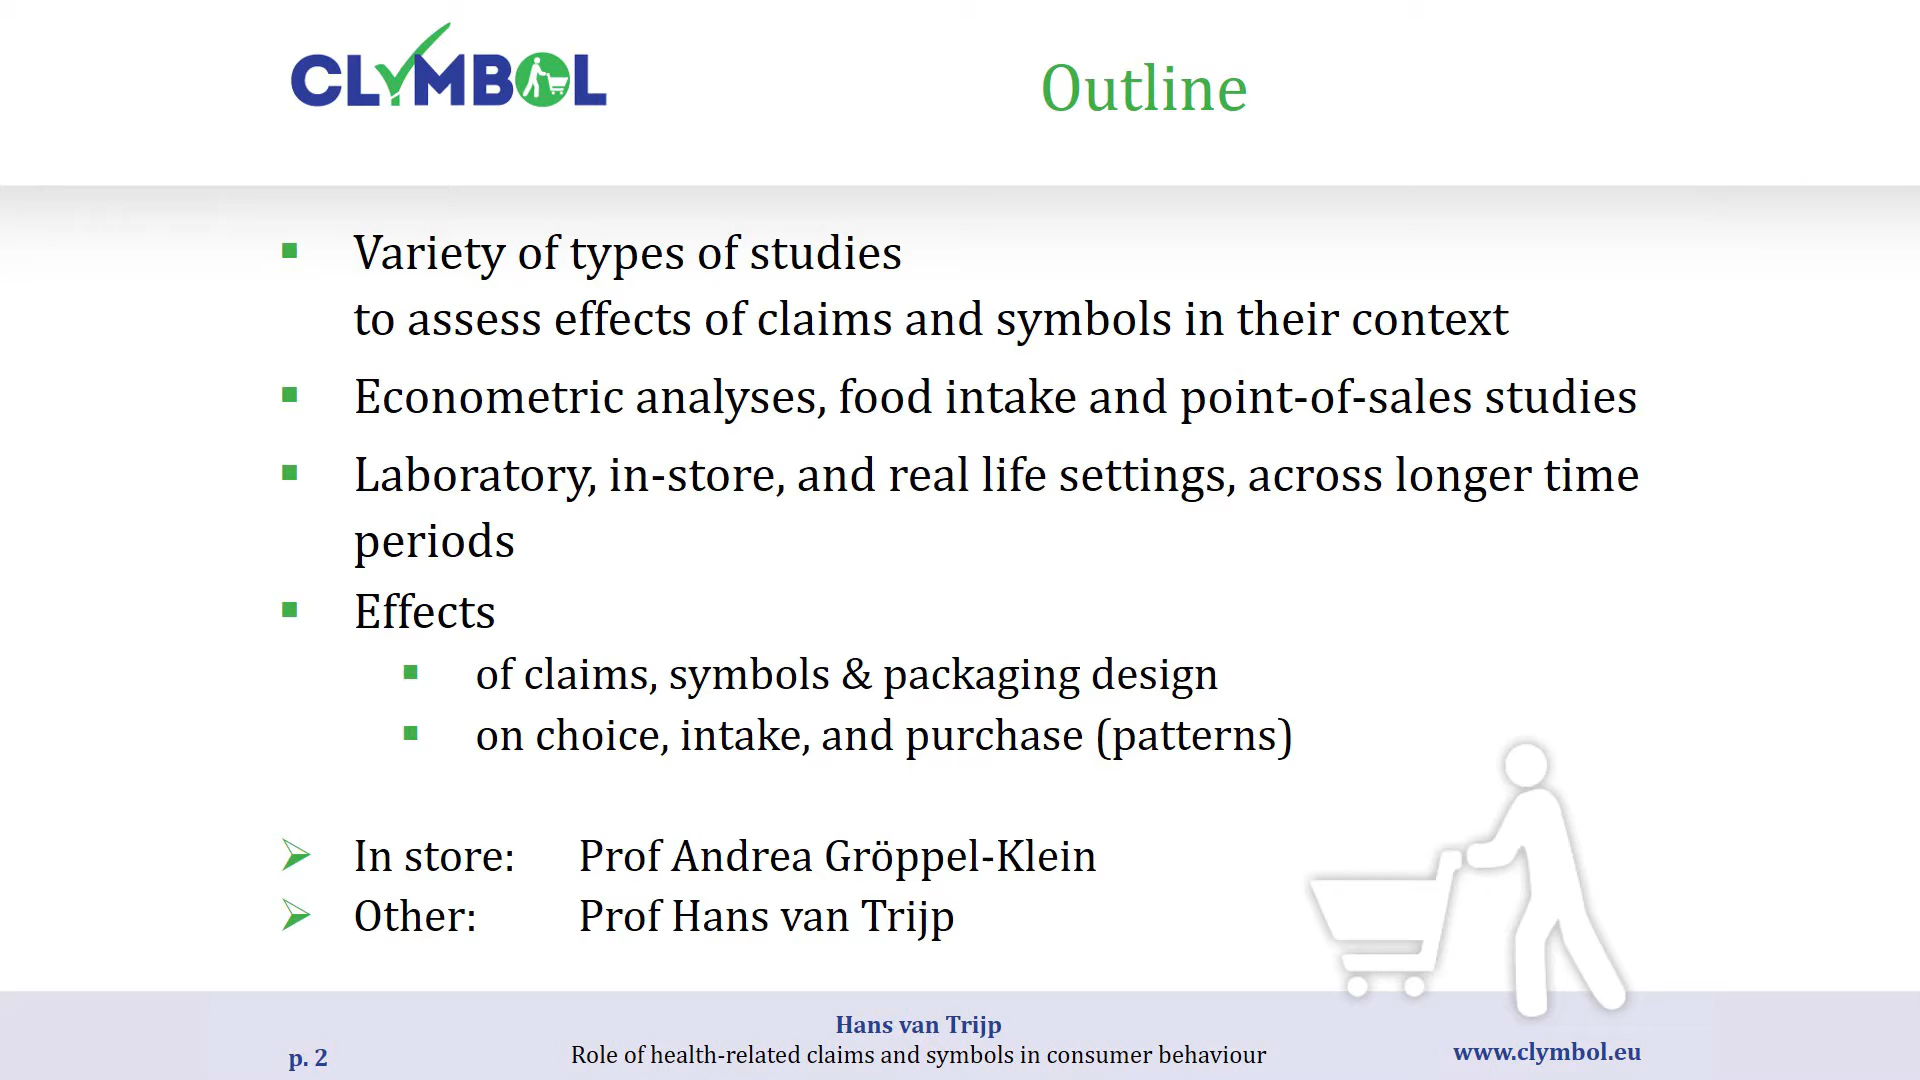 CLYMBOL
Outline
Variety of types of studies
to assess effects of claims and symbols in their context
Econometric analyses, food intake and point-of-sales studies
Laboratory, in-store, and real life settings, across longer time
periods
Effects
of claims, symbols & packaging design
on choice, intake, and purchase (patterns)
In store: Prof Andrea Gröppel-Klein
Other: Prof Hans van Trijp
Hans van Trijp
p. 2 Role of health-related claims and symbols in consumer behaviour www.clymbol.eu